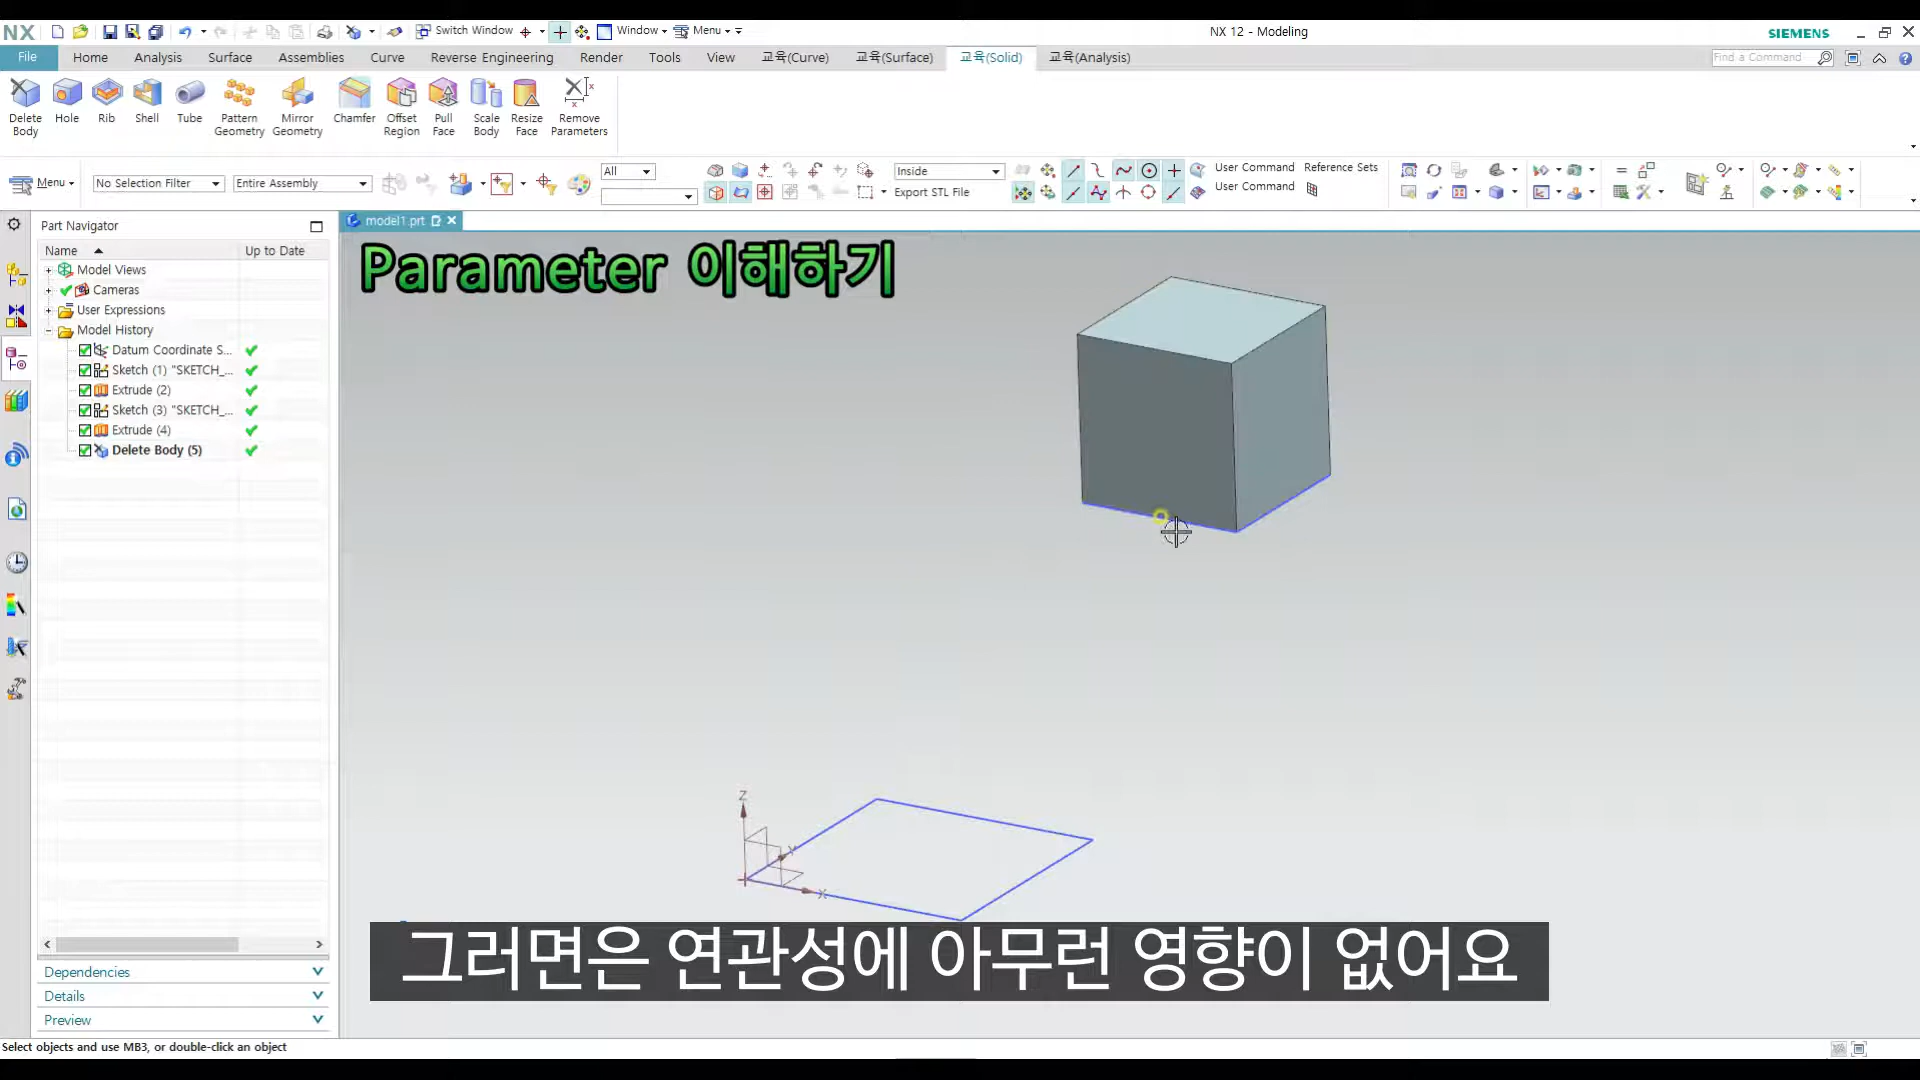 NX
Switch Window
Window
Menu
NX 12 - Modeling
SIEMENS
File
Home
Analysis
Surface
Assemblies
Curve
Reverse Engineering
Render
Tools
View
교육(Curve)
교육(Surface)
교육(Solid)
교육(Analysis)
Find a Command
Delete Body
Hole
Rib
Shell
Tube
Pattern Geometry
Mirror Geometry
Chamfer
Offset Region
Pull Face
Scale Body
Resize Face
Remove Parameters
Menu
No Selection Filter
Entire Assembly
All
Inside
Export STL File
User Command
Reference Sets
User Command
Part Navigator
model1.prt
Name
Up to Date
Model Views
Cameras
User Expressions
Model History
Datum Coordinate S...
Sketch (1) "SKETCH_...
Extrude (2)
Sketch (3) "SKETCH_...
Extrude (4)
Delete Body (5)
Parameter 이해하기
Z
Y
X
그러면은 연관성에 아무런 영향이 없어요
Dependencies
Details
Preview
Select objects and use MB3, or double-click an object